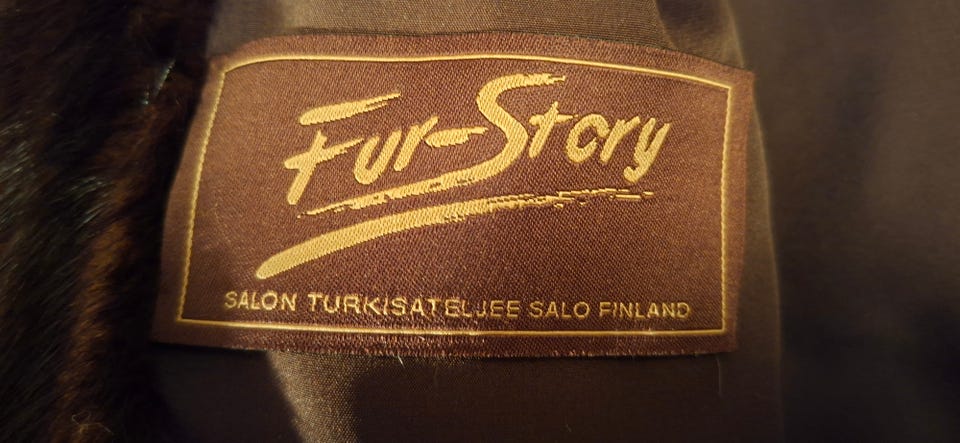 Fur-Story
SALON TURKISATELJEE SALO FINLAND